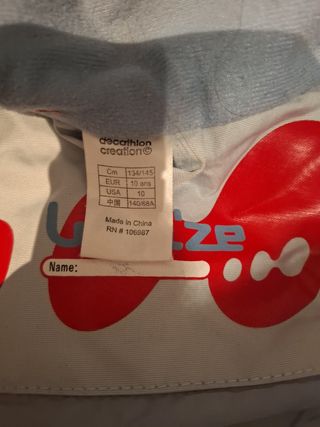 decathlon
creation©
Cm 134/145
EUR 10 ans
USA 10
中国 140/68A
Made in China
RN # 106987
Name: